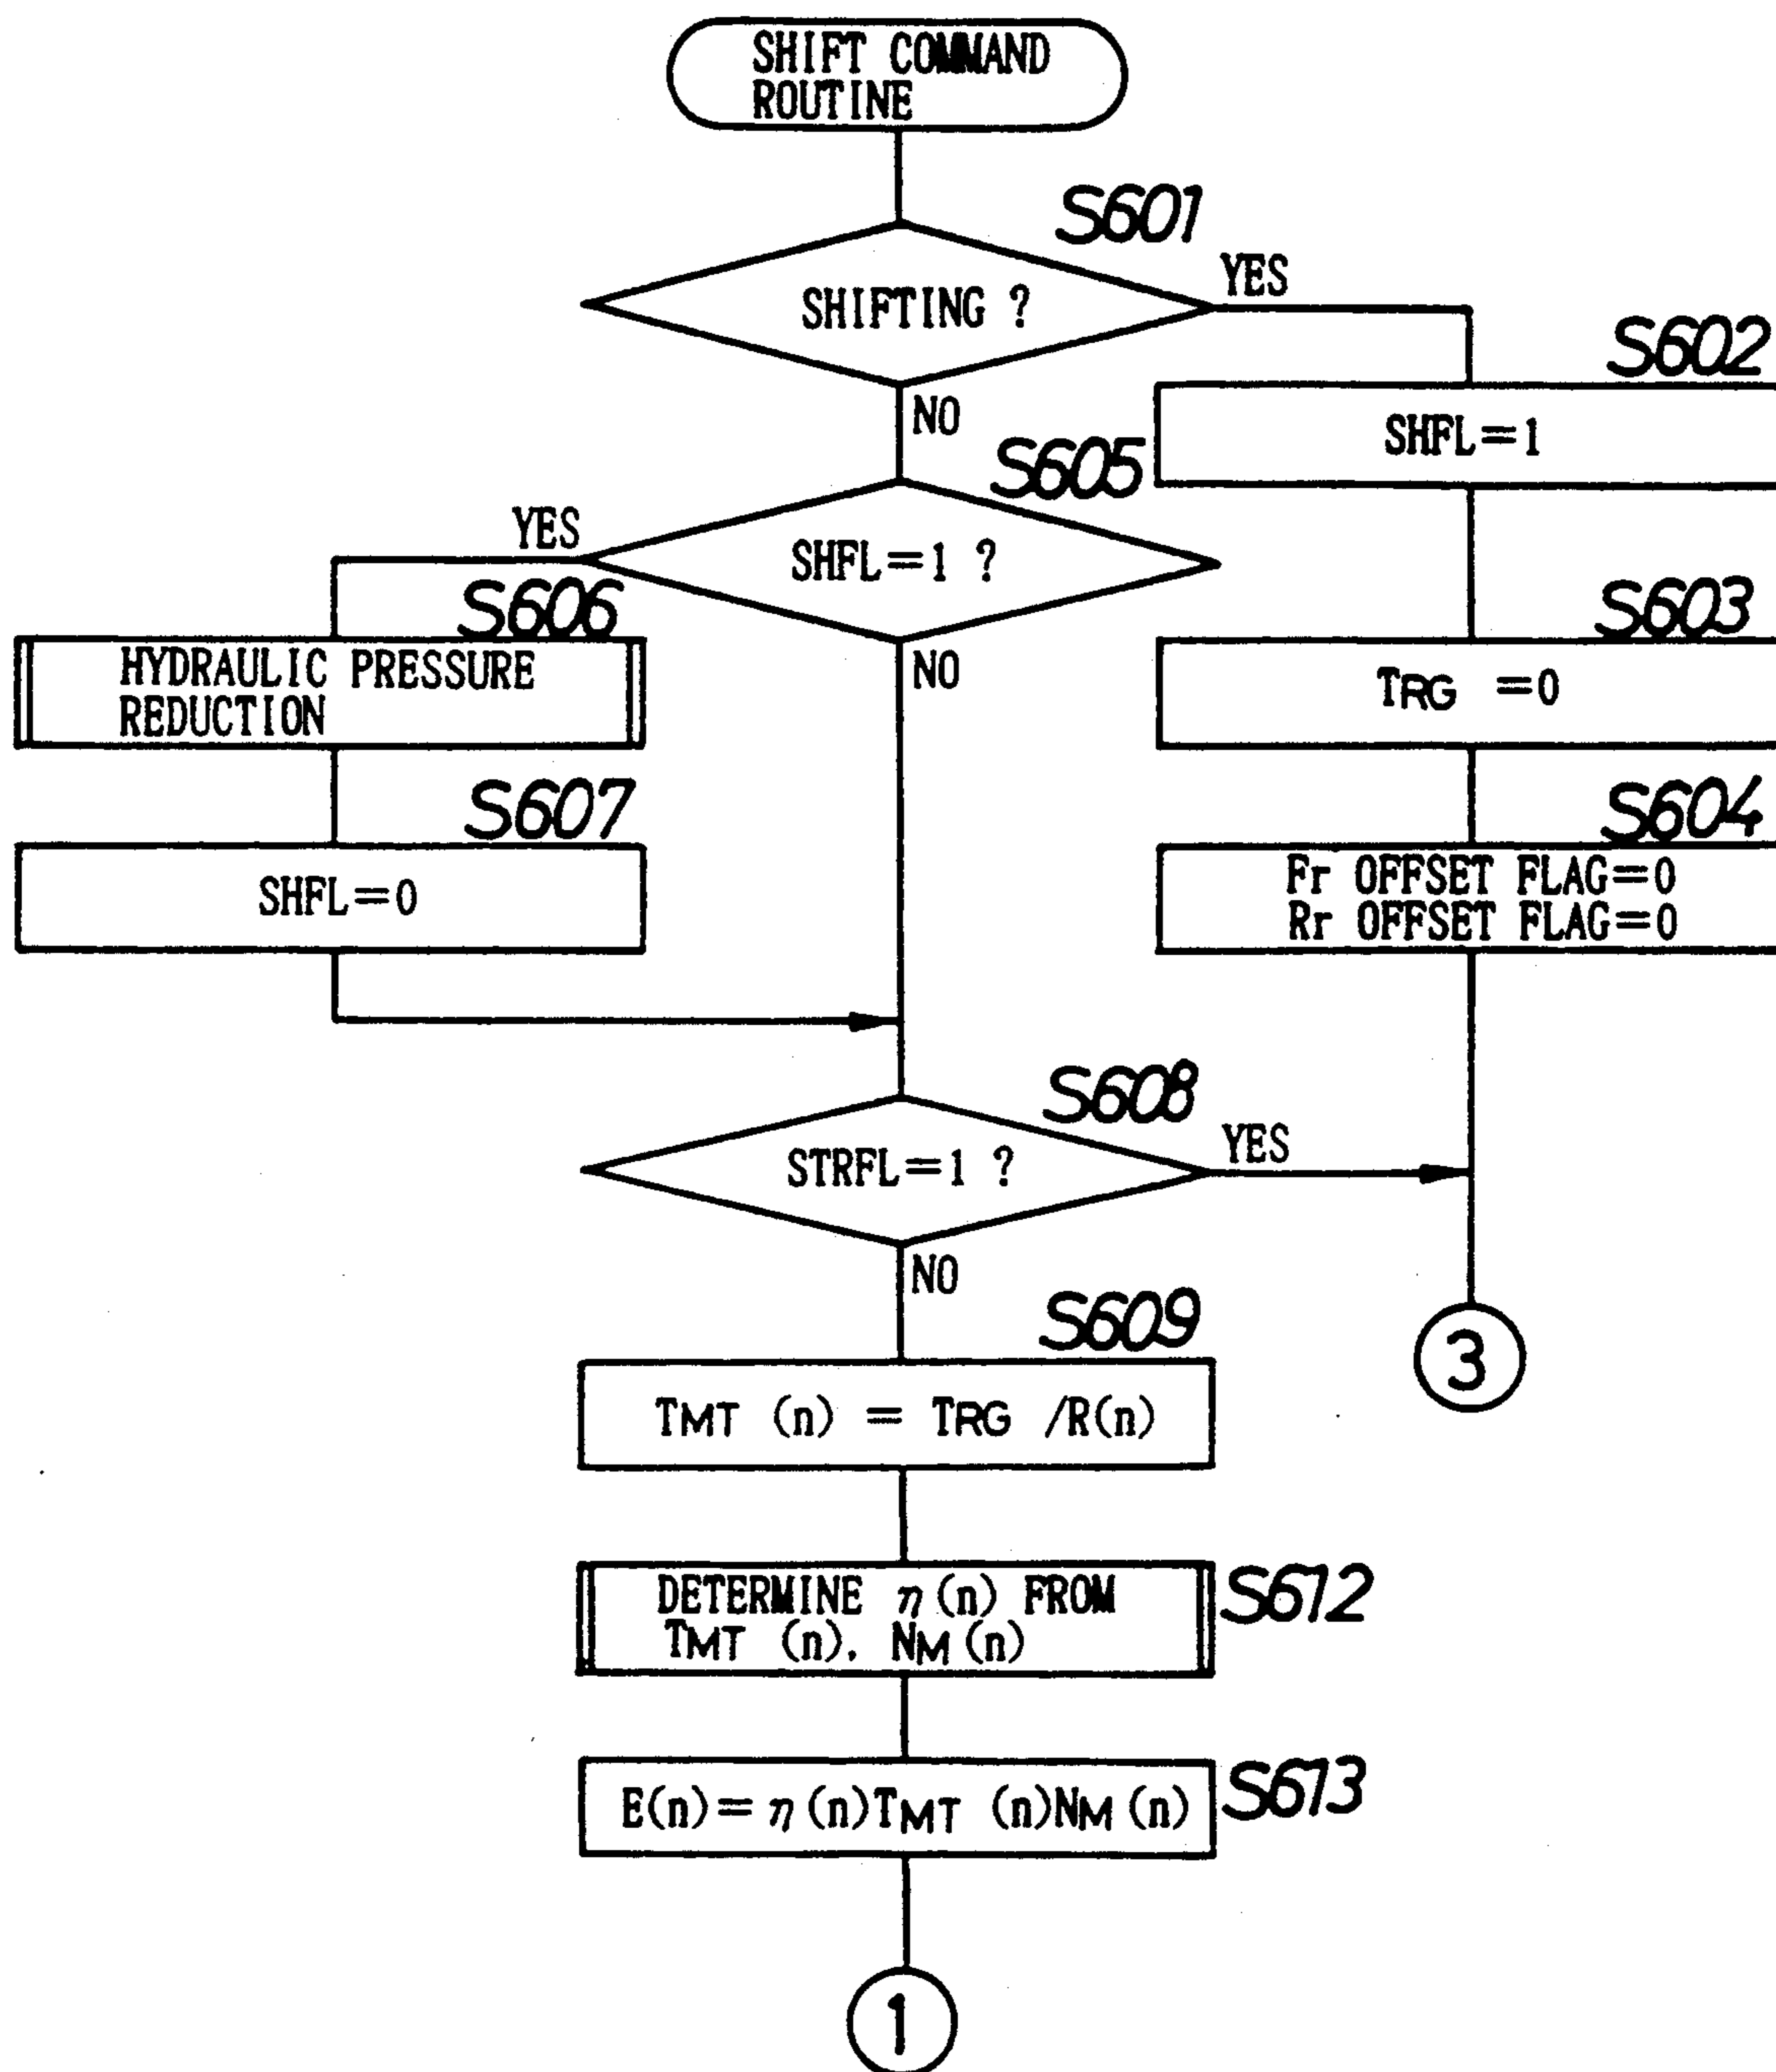 SHIFT COMMAND
ROUTINE
S601
SHIFTING ?
YES
NO
S602
SHFL=1
S605
SHFL=1 ?
YES
NO
S606
HYDRAULIC PRESSURE
REDUCTION
S603
TRG =0
S607
SHFL=0
S604
Fr OFFSET FLAG=0
Rr OFFSET FLAG=0
S608
STRFL=1 ?
YES
NO
S609
TMT (n) = TRG /R(n)
3
DETERMINE η(n) FROM
TMT (n), NM(n)
S612
E(n)=η(n)TMT (n)NM(n)
S613
1